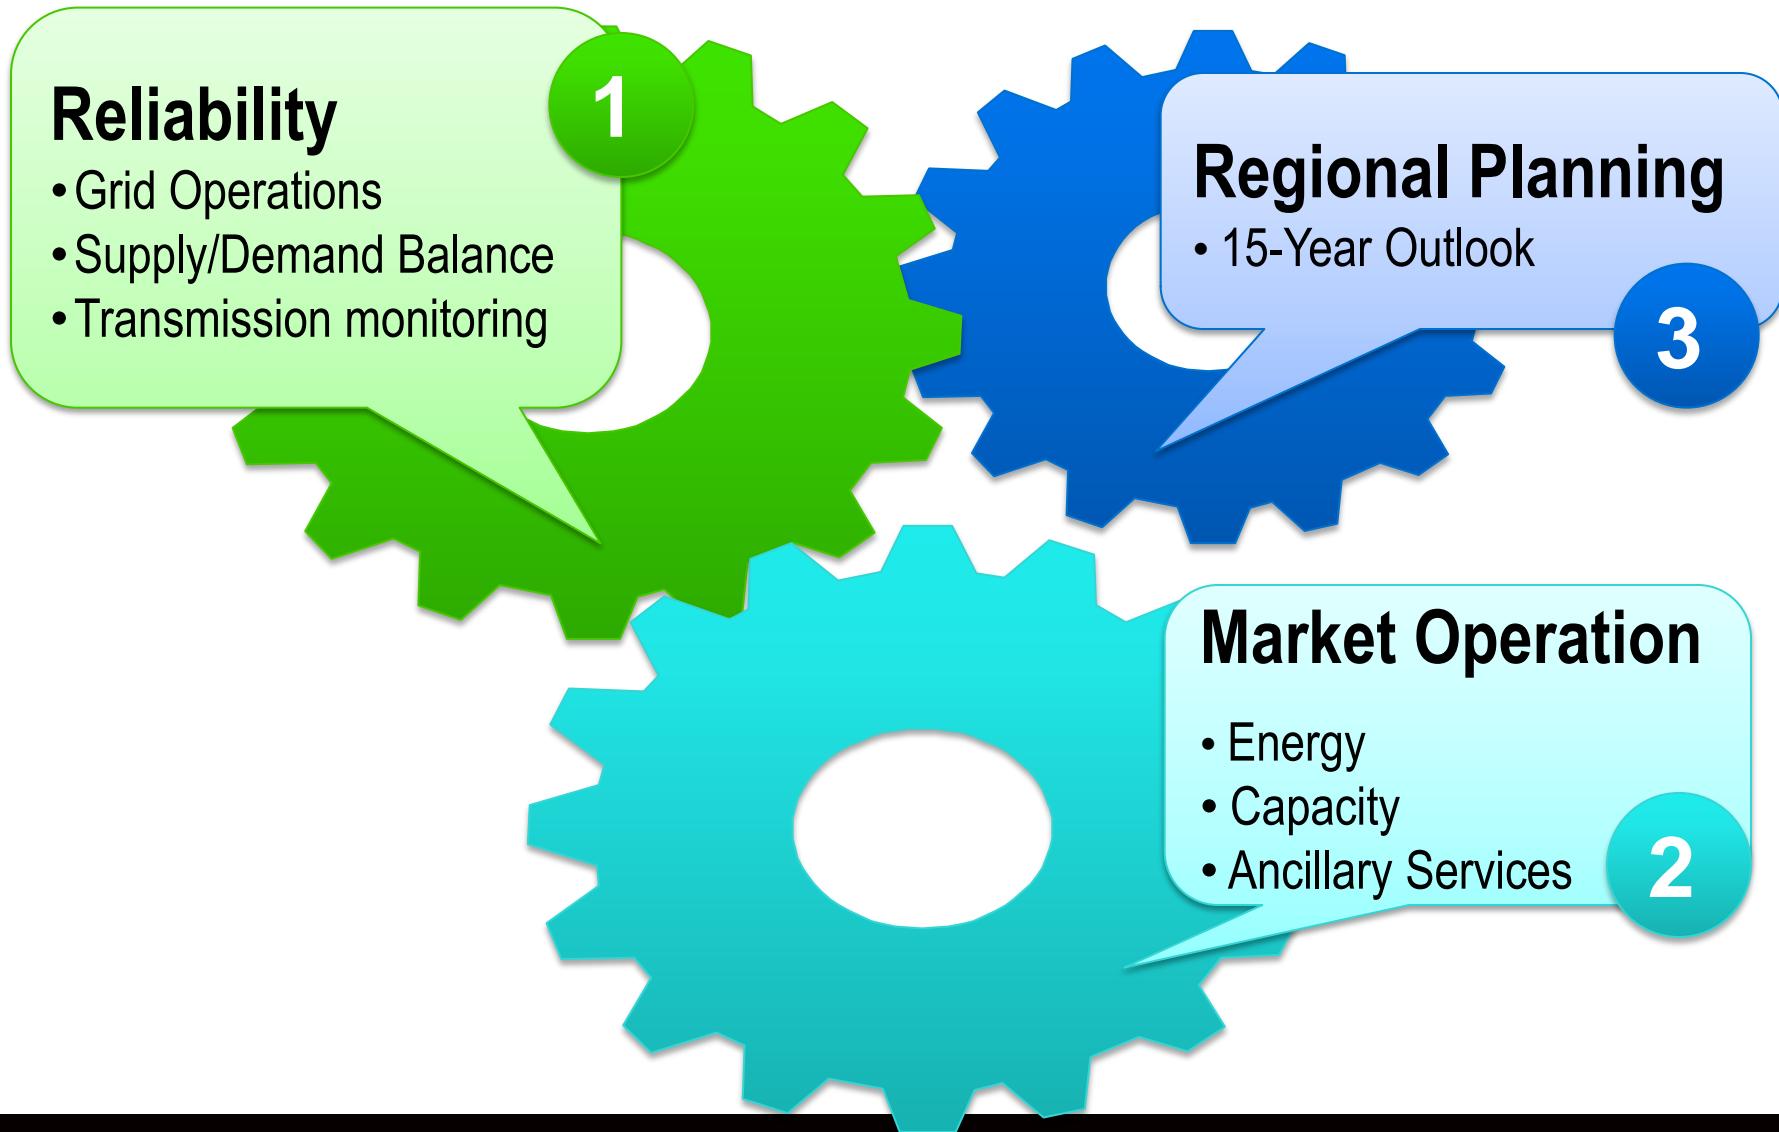 1
Reliability
• Grid Operations
• Supply/Demand Balance
• Transmission monitoring
Regional Planning
• 15-Year Outlook
3
Market Operation
• Energy
• Capacity
• Ancillary Services
2